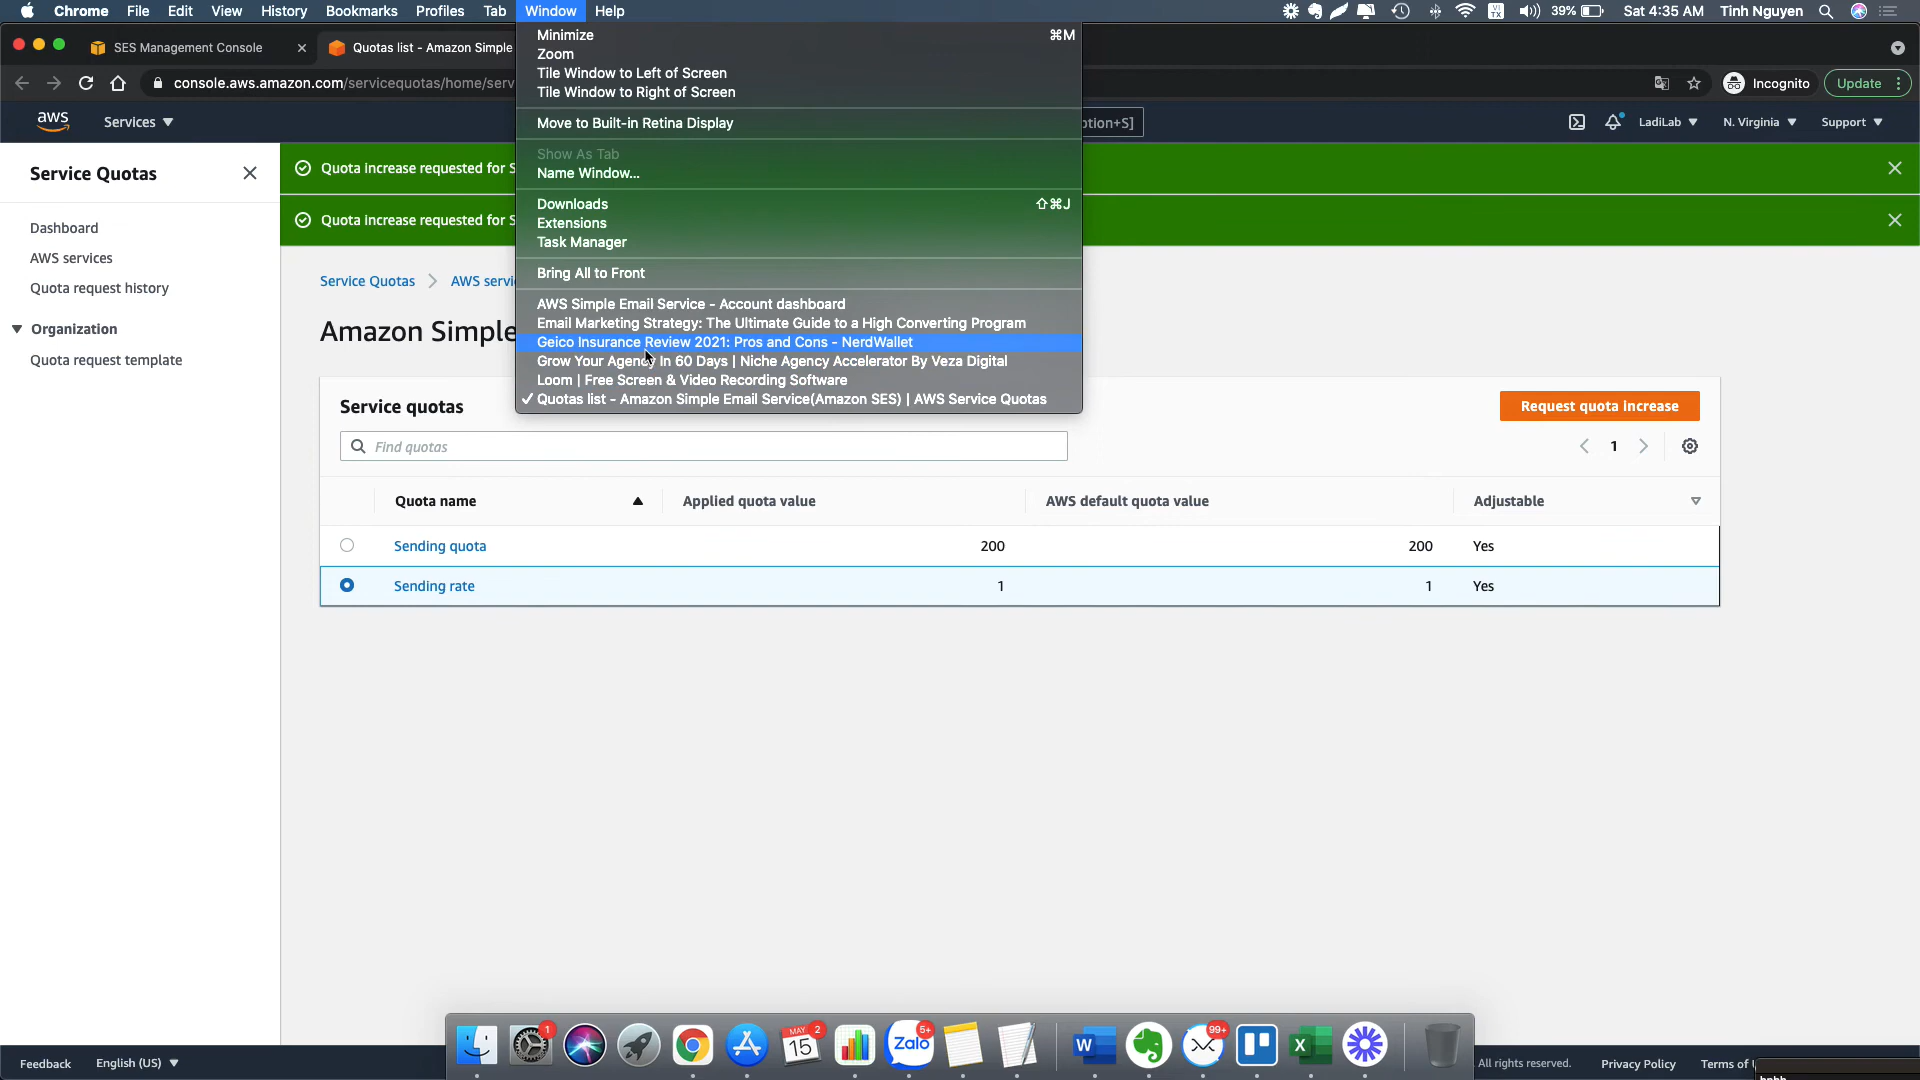 Chrome File Edit View History Bookmarks Profiles Tab Window Help 39% Sat 4:35 AM Tinh Nguyen
SES Management Console Quotas list - Amazon Simple
console.aws.amazon.com/servicequotas/home/serv Incognito Update
aws Services ption+S] LadiLab N. Virginia Support
Minimize ⌘M
Zoom
Tile Window to Left of Screen
Tile Window to Right of Screen
Move to Built-in Retina Display
Show As Tab
Name Window...
Downloads ⇧⌘J
Extensions
Task Manager
Bring All to Front
AWS Simple Email Service - Account dashboard
Email Marketing Strategy: The Ultimate Guide to a High Converting Program
Geico Insurance Review 2021: Pros and Cons - NerdWallet
Grow Your Agency In 60 Days | Niche Agency Accelerator By Veza Digital
Loom | Free Screen & Video Recording Software
✓ Quotas list - Amazon Simple Email Service(Amazon SES) | AWS Service Quotas
Service Quotas
Dashboard
AWS services
Quota request history
Organization
Quota request template
Quota increase requested for S
Quota increase requested for S
Service Quotas AWS servi
Amazon Simple
Service quotas Request quota increase
Find quotas 1
Quota name Applied quota value AWS default quota value Adjustable
Sending quota 200 200 Yes
Sending rate 1 1 Yes
1 MAY 15 2 Zalo 5+ W 99+ X
Feedback English (US) All rights reserved. Privacy Policy Terms of